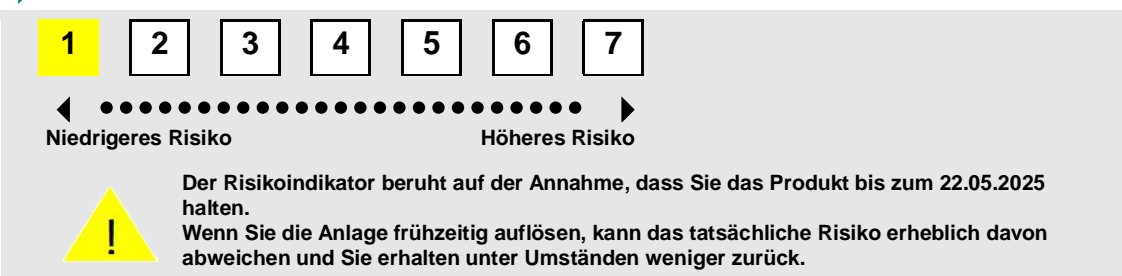 1 2 3 4 5 6 7
Niedrigeres Risiko Höheres Risiko
Der Risikoindikator beruht auf der Annahme, dass Sie das Produkt bis zum 22.05.2025
halten.
!
Wenn Sie die Anlage frühzeitig auflösen, kann das tatsächliche Risiko erheblich davon
abweichen und Sie erhalten unter Umständen weniger zurück.